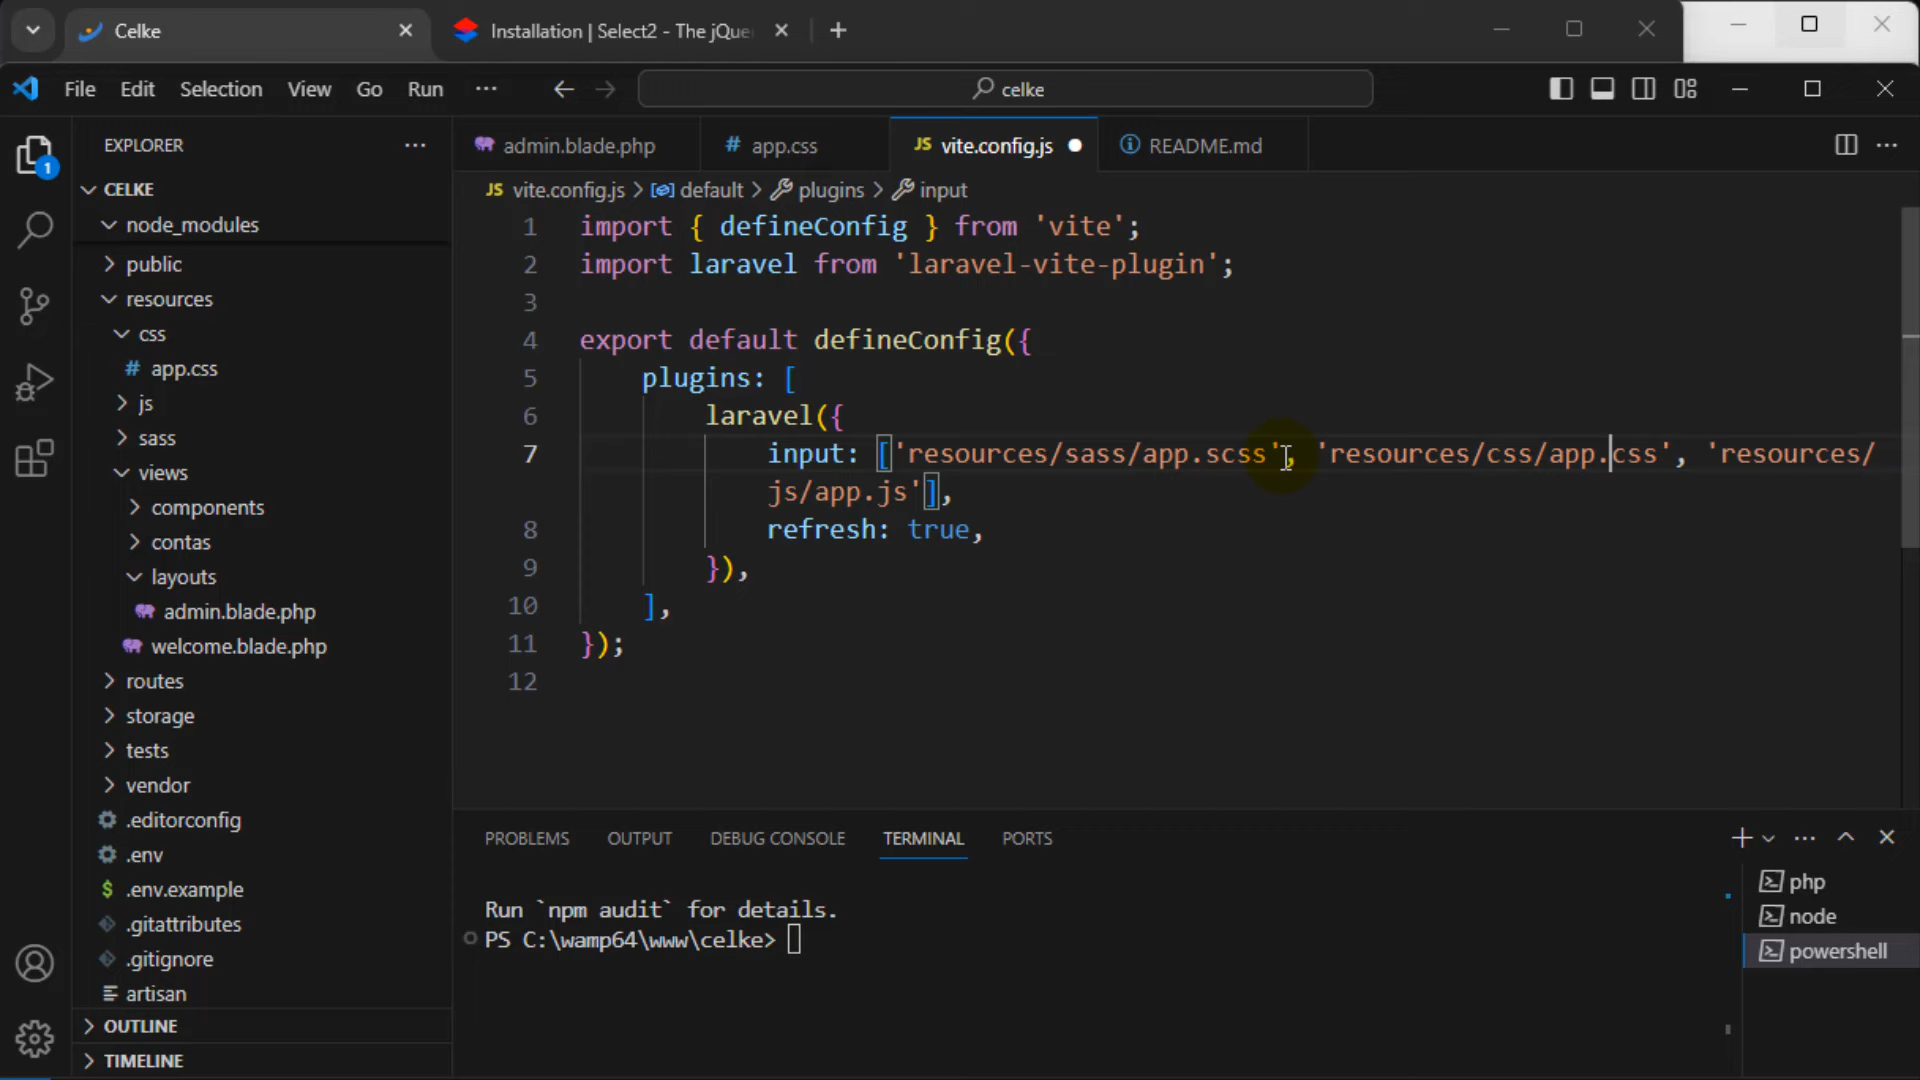 Celke
Installation | Select2 - The jQue
File Edit Selection View Go Run ··· celke
EXPLORER ···
CELKE
node_modules
public
resources
css
# app.css
js
sass
views
components
contas
layouts
admin.blade.php
welcome.blade.php
routes
storage
tests
vendor
.editorconfig
.env
$ .env.example
.gitattributes
.gitignore
artisan
OUTLINE
TIMELINE
1
admin.blade.php # app.css JS vite.config.js README.md
JS vite.config.js > default > plugins > input
1 import { defineConfig } from 'vite';
2 import laravel from 'laravel-vite-plugin';
3
4 export default defineConfig({
5 plugins: [
6 laravel({
7 input: ['resources/sass/app.scss', 'resources/css/app.css', 'resources/
js/app.js'],
8 refresh: true,
9 }),
10 ],
11 });
12
PROBLEMS OUTPUT DEBUG CONSOLE TERMINAL PORTS
Run `npm audit` for details.
PS C:\wamp64\www\celke>
php
node
powershell